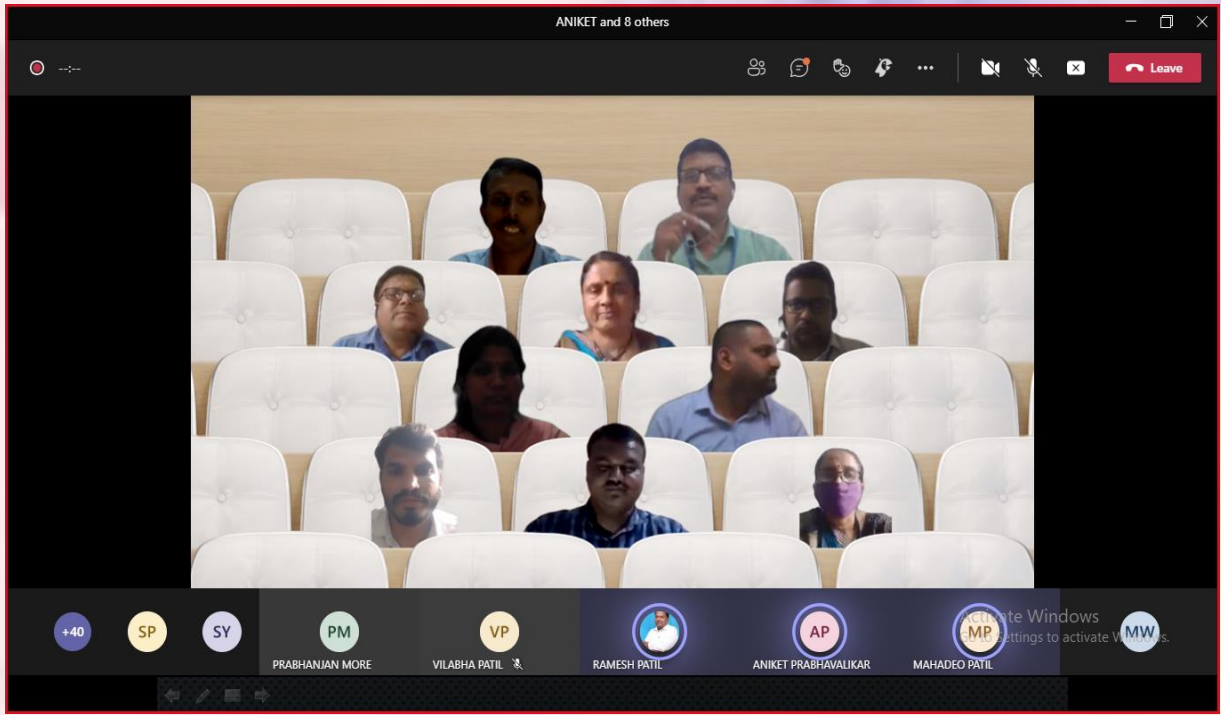 ANIKET and 8 others
--:--
Leave
+40
SP
SY
PM
PRABHANJAN MORE
VP
VILABHA PATIL
RAMESH PATIL
AP
ANIKET PRABHAVALIKAR
MP
MAHADEO PATIL
MW
Activate Windows
Go to Settings to activate Windows.